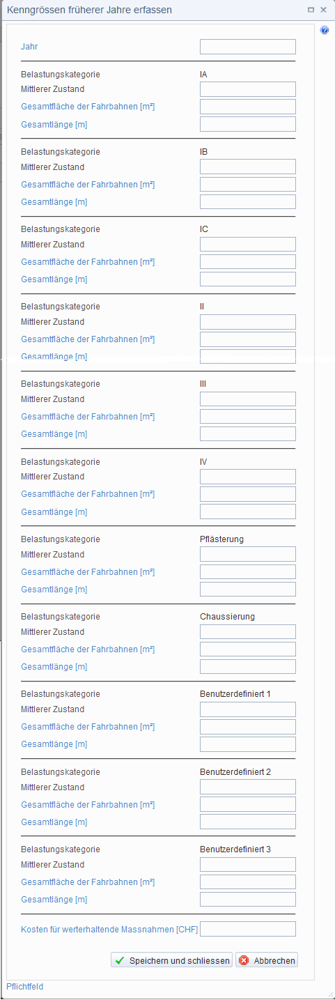 Kenngrössen früherer Jahre erfassen
Jahr
Belastungskategorie IA
Mittlerer Zustand
Gesamtfläche der Fahrbahnen [m²]
Gesamtlänge [m]
Belastungskategorie IB
Mittlerer Zustand
Gesamtfläche der Fahrbahnen [m²]
Gesamtlänge [m]
Belastungskategorie IC
Mittlerer Zustand
Gesamtfläche der Fahrbahnen [m²]
Gesamtlänge [m]
Belastungskategorie II
Mittlerer Zustand
Gesamtfläche der Fahrbahnen [m²]
Gesamtlänge [m]
Belastungskategorie III
Mittlerer Zustand
Gesamtfläche der Fahrbahnen [m²]
Gesamtlänge [m]
Belastungskategorie IV
Mittlerer Zustand
Gesamtfläche der Fahrbahnen [m²]
Gesamtlänge [m]
Belastungskategorie Pflästerung
Mittlerer Zustand
Gesamtfläche der Fahrbahnen [m²]
Gesamtlänge [m]
Belastungskategorie Chaussierung
Mittlerer Zustand
Gesamtfläche der Fahrbahnen [m²]
Gesamtlänge [m]
Belastungskategorie Benutzerdefiniert 1
Mittlerer Zustand
Gesamtfläche der Fahrbahnen [m²]
Gesamtlänge [m]
Belastungskategorie Benutzerdefiniert 2
Mittlerer Zustand
Gesamtfläche der Fahrbahnen [m²]
Gesamtlänge [m]
Belastungskategorie Benutzerdefiniert 3
Mittlerer Zustand
Gesamtfläche der Fahrbahnen [m²]
Gesamtlänge [m]
Kosten für werterhaltende Massnahmen [CHF]
Speichern und schliessen Abbrechen
Pflichtfeld